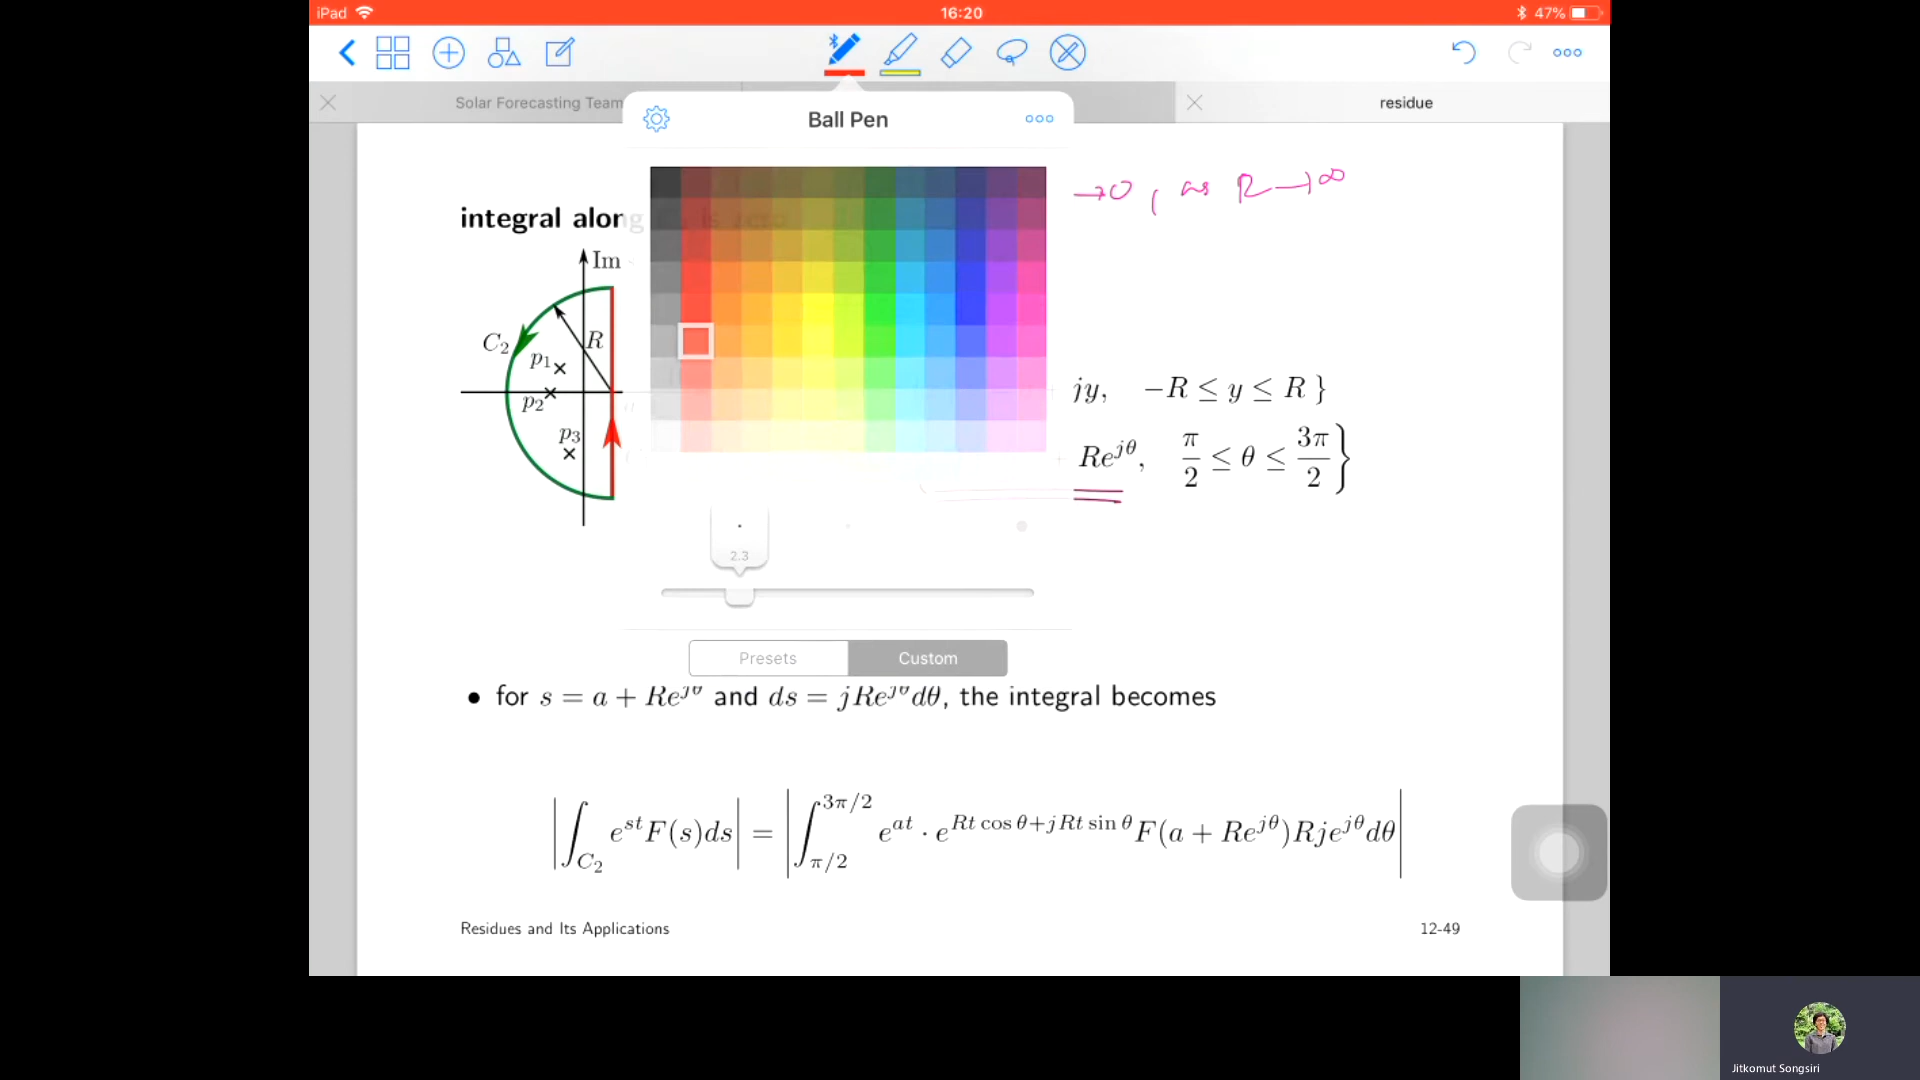 iPad 16:20 47%
Solar Forecasting Team residue
Ball Pen
→0, as R→∞
integral along is zero
Im
C₂
R
p₁
p₂
p₃
jy, −R ≤ y ≤ R }
Re^{jθ}, π/2 ≤ θ ≤ 3π/2 }
2.3
Presets Custom
• for s = a + Re^{jθ} and ds = jRe^{jθ}dθ, the integral becomes
|∫_{C₂} e^{st}F(s)ds| = |∫_{π/2}^{3π/2} e^{at} · e^{Rt cos θ+jRt sin θ}F(a + Re^{jθ})Rje^{jθ}dθ|
Residues and Its Applications 12-49
Jitkomut Songsiri